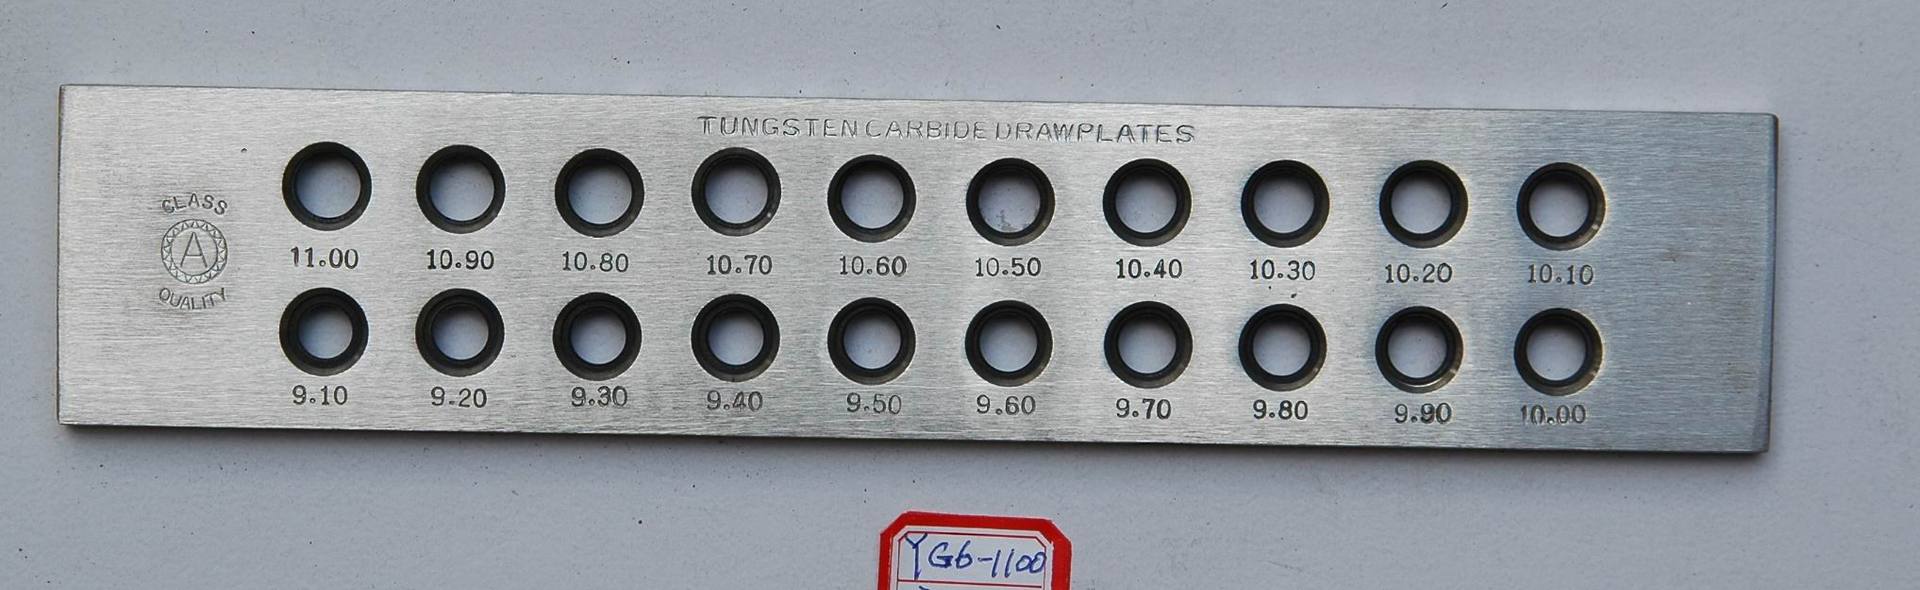 TUNGSTEN CARBIDE DRAWPLATES
CLASS
A
QUALITY
11.00 10.90 10.80 10.70 10.60 10.50 10.40 10.30 10.20 10.10
9.10 9.20 9.30 9.40 9.50 9.60 9.70 9.80 9.90 10.00
YG6-1100